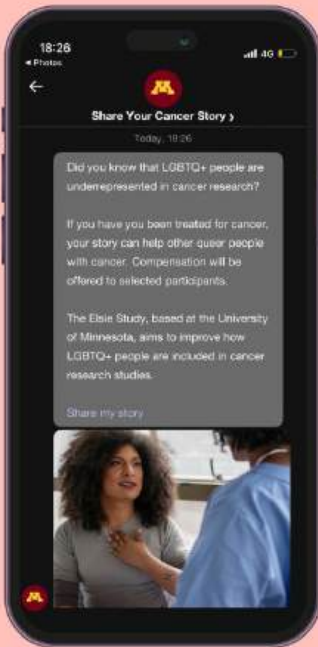 18:26
4G
◄ Photos
M
Share Your Cancer Story ›
Today, 18:26
Did you know that LGBTQ+ people are
underrepresented in cancer research?
If you have you been treated for cancer,
your story can help other queer people
with cancer. Compensation will be
offered to selected participants.
The Elsie Study, based at the University
of Minnesota, aims to improve how
LGBTQ+ people are included in cancer
research studies.
Share my story
M